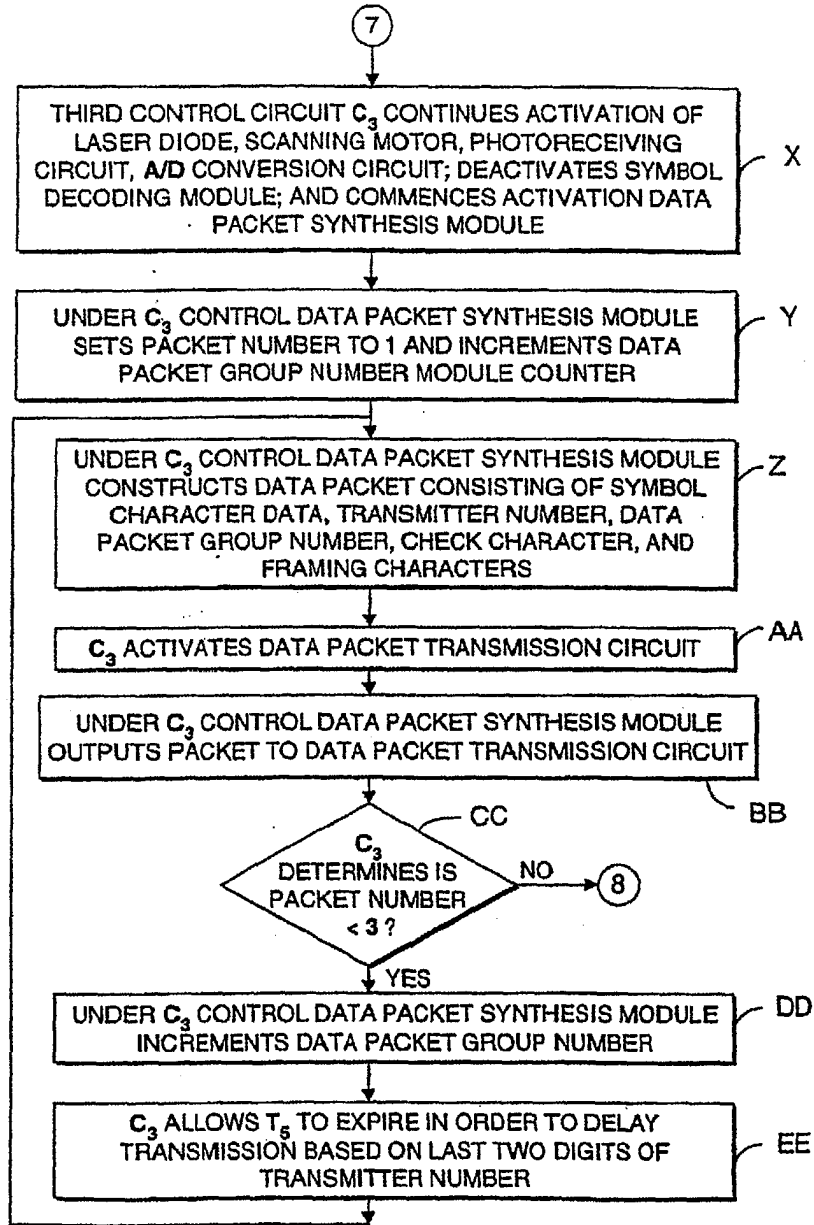 7
THIRD CONTROL CIRCUIT C3 CONTINUES ACTIVATION OF
LASER DIODE, SCANNING MOTOR, PHOTORECEIVING
CIRCUIT, A/D CONVERSION CIRCUIT; DEACTIVATES SYMBOL
DECODING MODULE; AND COMMENCES ACTIVATION DATA
PACKET SYNTHESIS MODULE
X
UNDER C3 CONTROL DATA PACKET SYNTHESIS MODULE
SETS PACKET NUMBER TO 1 AND INCREMENTS DATA
PACKET GROUP NUMBER MODULE COUNTER
Y
UNDER C3 CONTROL DATA PACKET SYNTHESIS MODULE
CONSTRUCTS DATA PACKET CONSISTING OF SYMBOL
CHARACTER DATA, TRANSMITTER NUMBER, DATA
PACKET GROUP NUMBER, CHECK CHARACTER, AND
FRAMING CHARACTERS
Z
C3 ACTIVATES DATA PACKET TRANSMISSION CIRCUIT
AA
UNDER C3 CONTROL DATA PACKET SYNTHESIS MODULE
OUTPUTS PACKET TO DATA PACKET TRANSMISSION CIRCUIT
BB
CC
C3
DETERMINES IS
PACKET NUMBER
< 3 ?
NO
8
YES
UNDER C3 CONTROL DATA PACKET SYNTHESIS MODULE
INCREMENTS DATA PACKET GROUP NUMBER
DD
C3 ALLOWS T5 TO EXPIRE IN ORDER TO DELAY
TRANSMISSION BASED ON LAST TWO DIGITS OF
TRANSMITTER NUMBER
EE